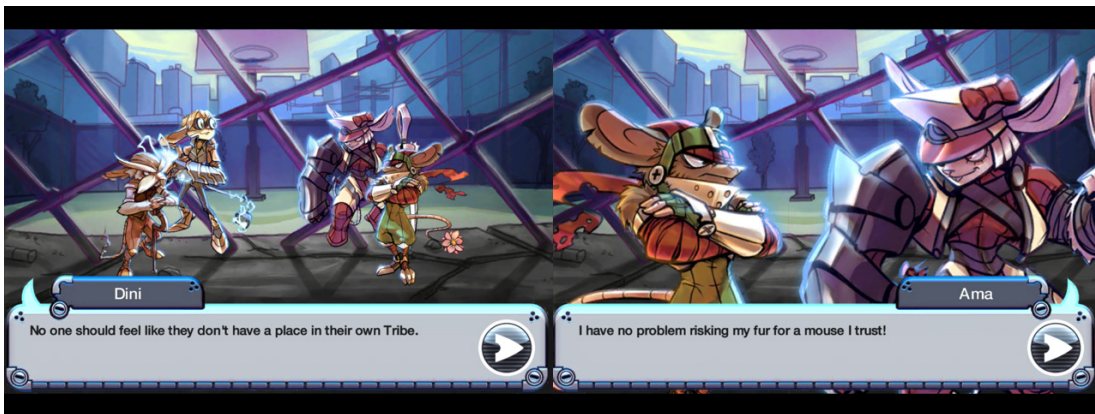 Dini
No one should feel like they don't have a place in their own Tribe.
Ama
I have no problem risking my fur for a mouse I trust!